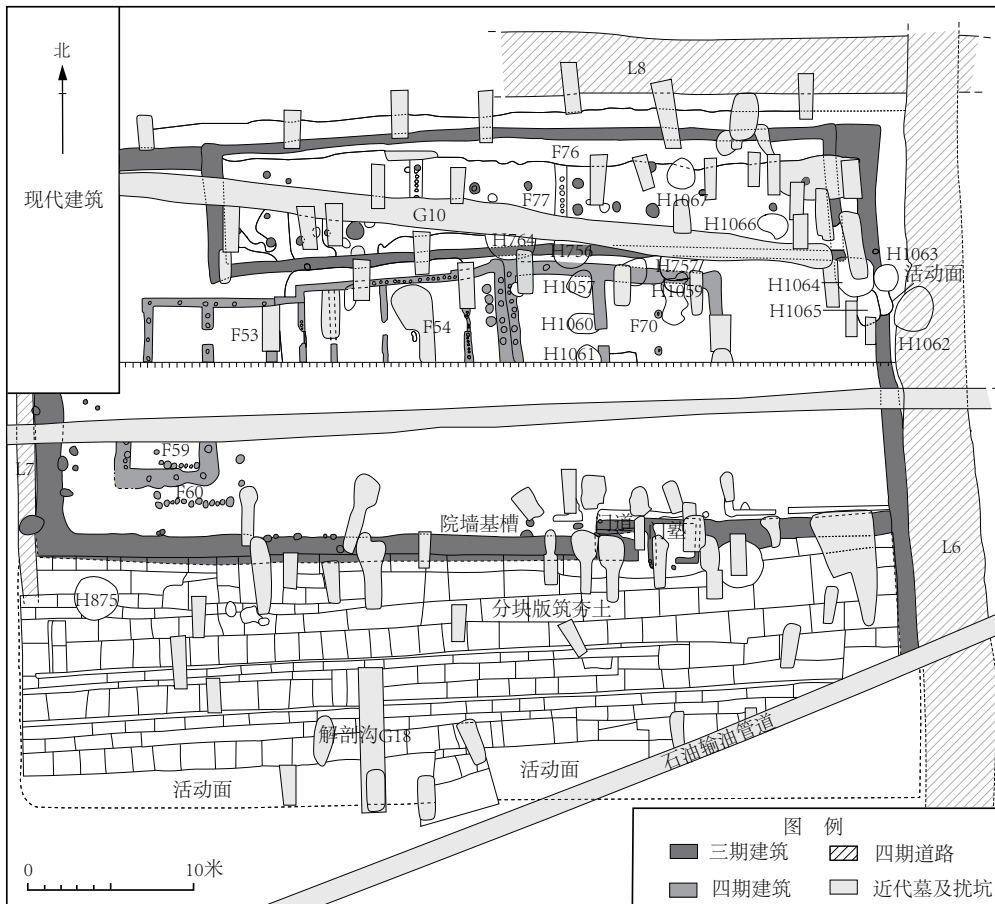 北
现代建筑
L8
F76
F77
H1067
G10
H1066
H764
H756
H1063
活动面
H757
H1064
H1057
H1059
H1065
F53
F54
H1060
F70
H1062
H1061
F59
L7
F60
院墙基槽
门道
塾
L6
H875
分块版筑夯土
解剖沟G18
石油输油管道
活动面
活动面
图 例
0
10米
三期建筑
四期道路
四期建筑
近代墓及扰坑